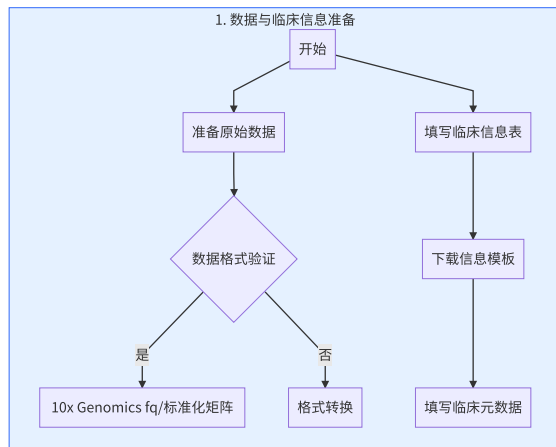 1. 数据与临床信息准备
开始
准备原始数据
填写临床信息表
数据格式验证
下载信息模板
是
否
10x Genomics fq/标准化矩阵
格式转换
填写临床元数据